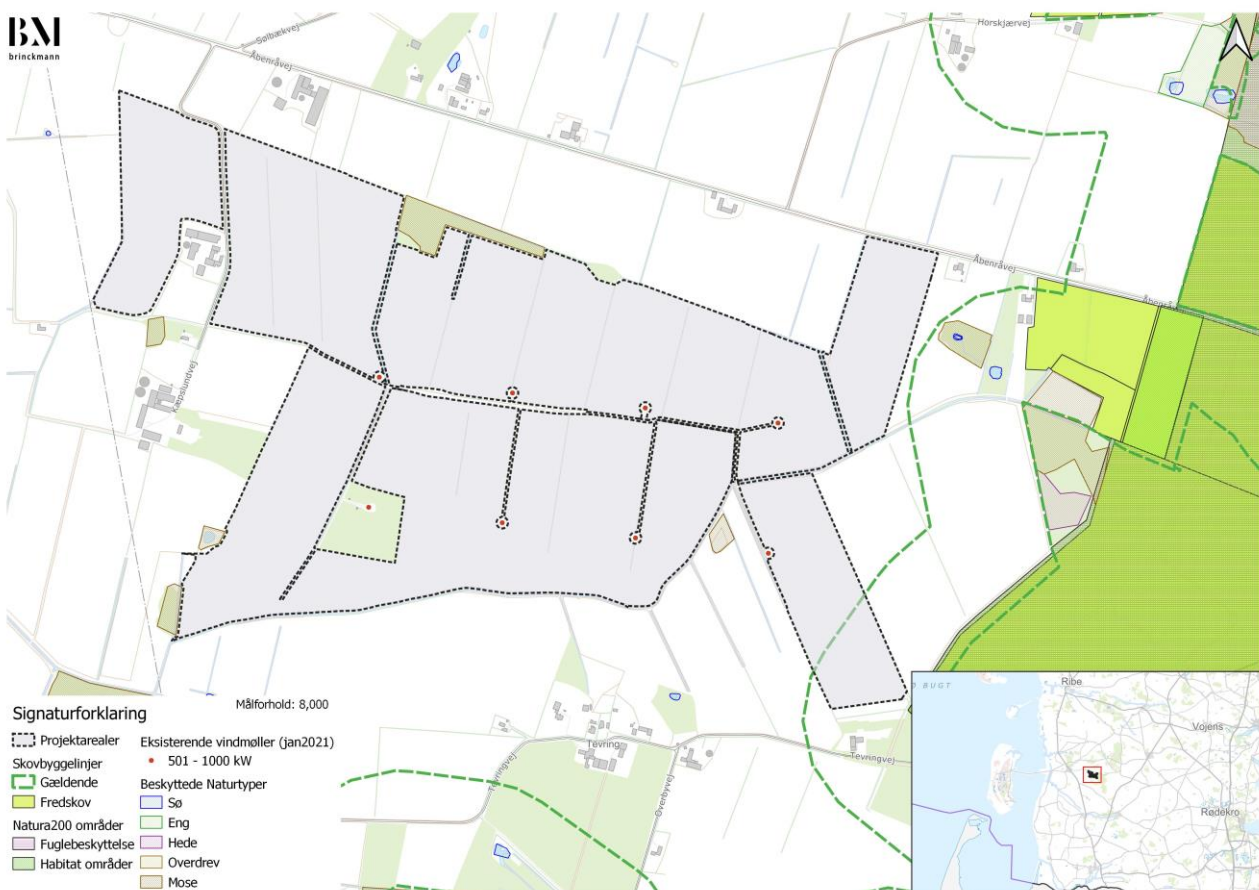 BM
brinckmann
Sølbækvej
Åbenråvej
Horskjærvej
Åbenråvej
Kæpslundvej
Tevring
Tevringvej
Tevringvej
Overbyvej
Målforhold: 8,000
Signaturforklaring
Projektarealer
Skovbyggelinjer
Gældende
Fredskov
Natura200 områder
Fuglebeskyttelse
Habitat områder
Eksisterende vindmøller (jan2021)
501 - 1000 kW
Beskyttede Naturtyper
Sø
Eng
Hede
Overdrev
Mose
BUGT
Ribe
Vojens
Rødekro